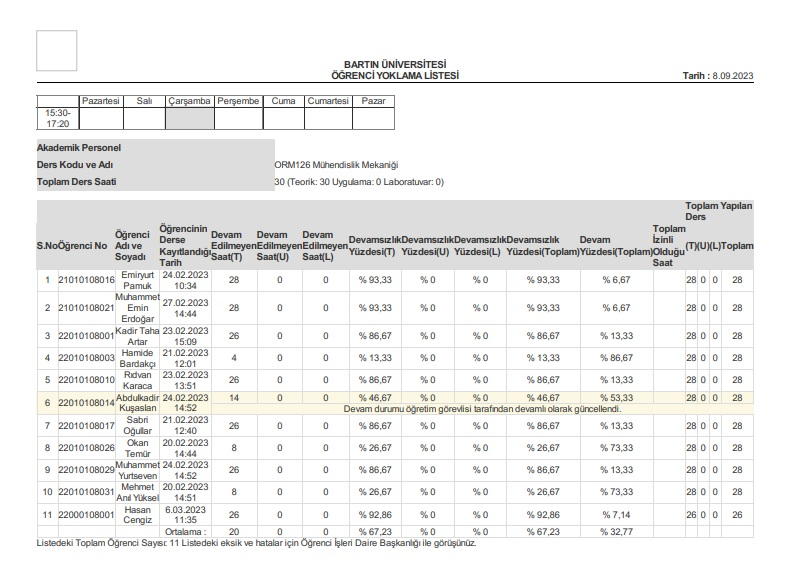 BARTIN ÜNİVERSİTESİ
ÖĞRENCİ YOKLAMA LİSTESİ
Tarih : 8.09.2023
Pazartesi Salı Çarşamba Perşembe Cuma Cumartesi Pazar
15:30-
17:20
Akademik Personel
Ders Kodu ve Adı ORM126 Mühendislik Mekaniği
Toplam Ders Saati 30 (Teorik: 30 Uygulama: 0 Laboratuvar: 0)
S.No Öğrenci No Öğrenci Adı ve Soyadı Öğrencinin Derse Kayıtlandığı Tarih Devam Edilmeyen Saat(T) Devam Edilmeyen Saat(U) Devam Edilmeyen Saat(L) Devamsızlık Yüzdesi(T) Devamsızlık Yüzdesi(U) Devamsızlık Yüzdesi(L) Devamsızlık Yüzdesi(Toplam) Devam Yüzdesi(Toplam) Toplam İzinli Olduğu Saat Toplam Yapılan Ders (T) (U) (L) Toplam
1 21010108016 Emiryurt Pamuk 24.02.2023 10:34 28 0 0 % 93,33 % 0 % 0 % 93,33 % 6,67 28 0 0 28
2 21010108021 Muhammet Emin Erdoğar 27.02.2023 14:44 28 0 0 % 93,33 % 0 % 0 % 93,33 % 6,67 28 0 0 28
3 22010108001 Kadir Taha Artar 23.02.2023 15:09 26 0 0 % 86,67 % 0 % 0 % 86,67 % 13,33 28 0 0 28
4 22010108003 Hamide Bardakçı 21.02.2023 12:01 4 0 0 % 13,33 % 0 % 0 % 13,33 % 86,67 28 0 0 28
5 22010108010 Rıdvan Karaca 23.02.2023 13:51 26 0 0 % 86,67 % 0 % 0 % 86,67 % 13,33 28 0 0 28
6 22010108014 Abdulkadir Kuşaslan 24.02.2023 14:52 14 0 0 % 46,67 % 0 % 0 % 46,67 % 53,33 28 0 0 28
Devam durumu öğretim görevlisi tarafından devamlı olarak güncellendi.
7 22010108017 Sabri Oğullar 21.02.2023 12:40 26 0 0 % 86,67 % 0 % 0 % 86,67 % 13,33 28 0 0 28
8 22010108026 Okan Temür 20.02.2023 14:44 8 0 0 % 26,67 % 0 % 0 % 26,67 % 73,33 28 0 0 28
9 22010108029 Muhammet Yurtseven 24.02.2023 14:52 26 0 0 % 86,67 % 0 % 0 % 86,67 % 13,33 28 0 0 28
10 22010108031 Mehmet Anıl Yüksel 20.02.2023 14:51 8 0 0 % 26,67 % 0 % 0 % 26,67 % 73,33 28 0 0 28
11 22000108001 Hasan Cengiz 6.03.2023 11:35 26 0 0 % 92,86 % 0 % 0 % 92,86 % 7,14 26 0 0 26
Ortalama : 20 0 0 % 67,23 % 0 % 0 % 67,23 % 32,77
Listedeki Toplam Öğrenci Sayısı: 11 Listedeki eksik ve hatalar için Öğrenci İşleri Daire Başkanlığı ile görüşünüz.